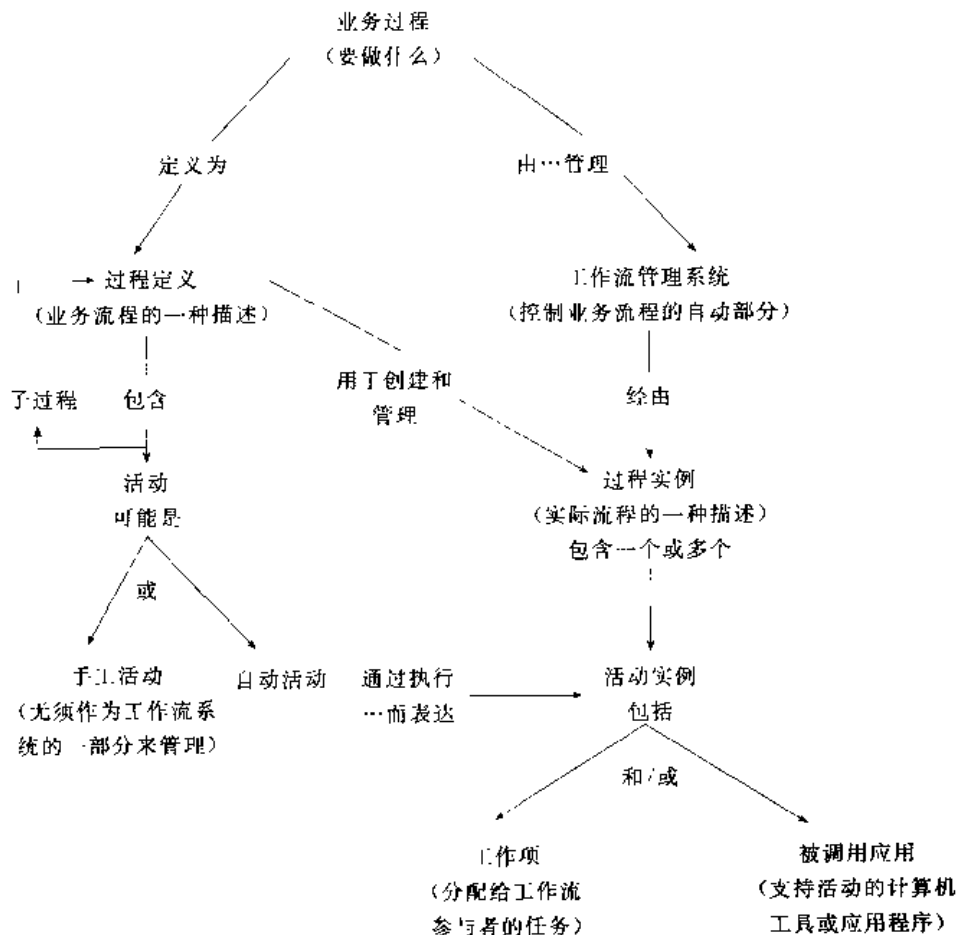 业务过程
（要做什么）
定义为
由…管理
过程定义
（业务流程的一种描述）
工作流管理系统
（控制业务流程的自动部分）
用于创建和
管理
子过程
包含
经由
活动
可能是
过程实例
（实际流程的一种描述）
包含一个或多个
或
手工活动
（无须作为工作流系
统的一部分来管理）
自动活动
通过执行
…而表达
活动实例
包括
和/或
工作项
（分配给工作流
参与者的任务）
被调用应用
（支持活动的计算机
工具或应用程序）